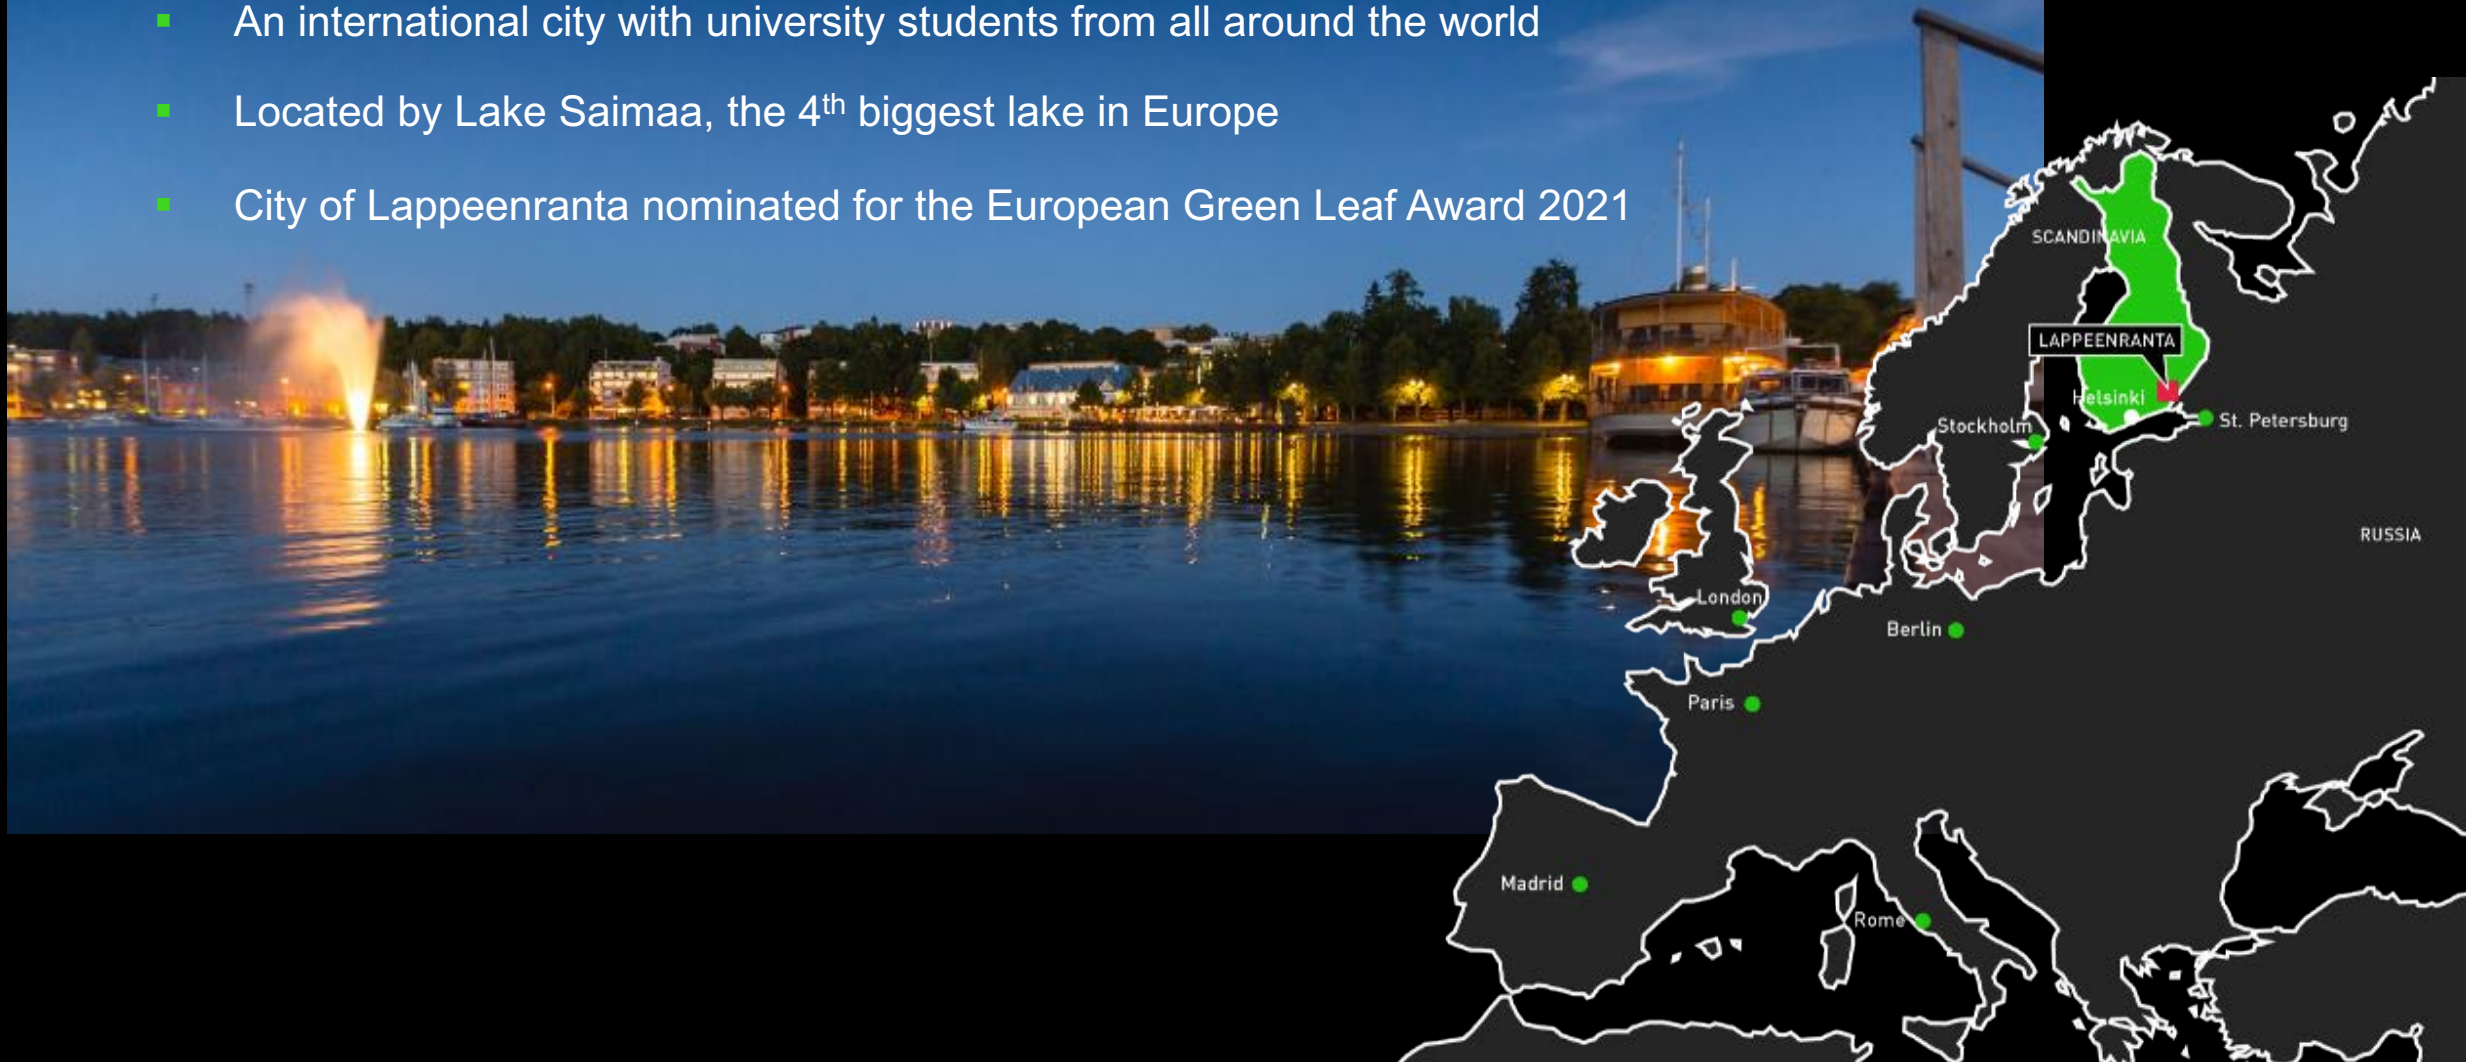 An international city with university students from all around the world
Located by Lake Saimaa, the 4th biggest lake in Europe
City of Lappeenranta nominated for the European Green Leaf Award 2021
SCANDINAVIA
LAPPEENRANTA
Helsinki
Stockholm
St. Petersburg
RUSSIA
London
Berlin
Paris
Madrid
Rome